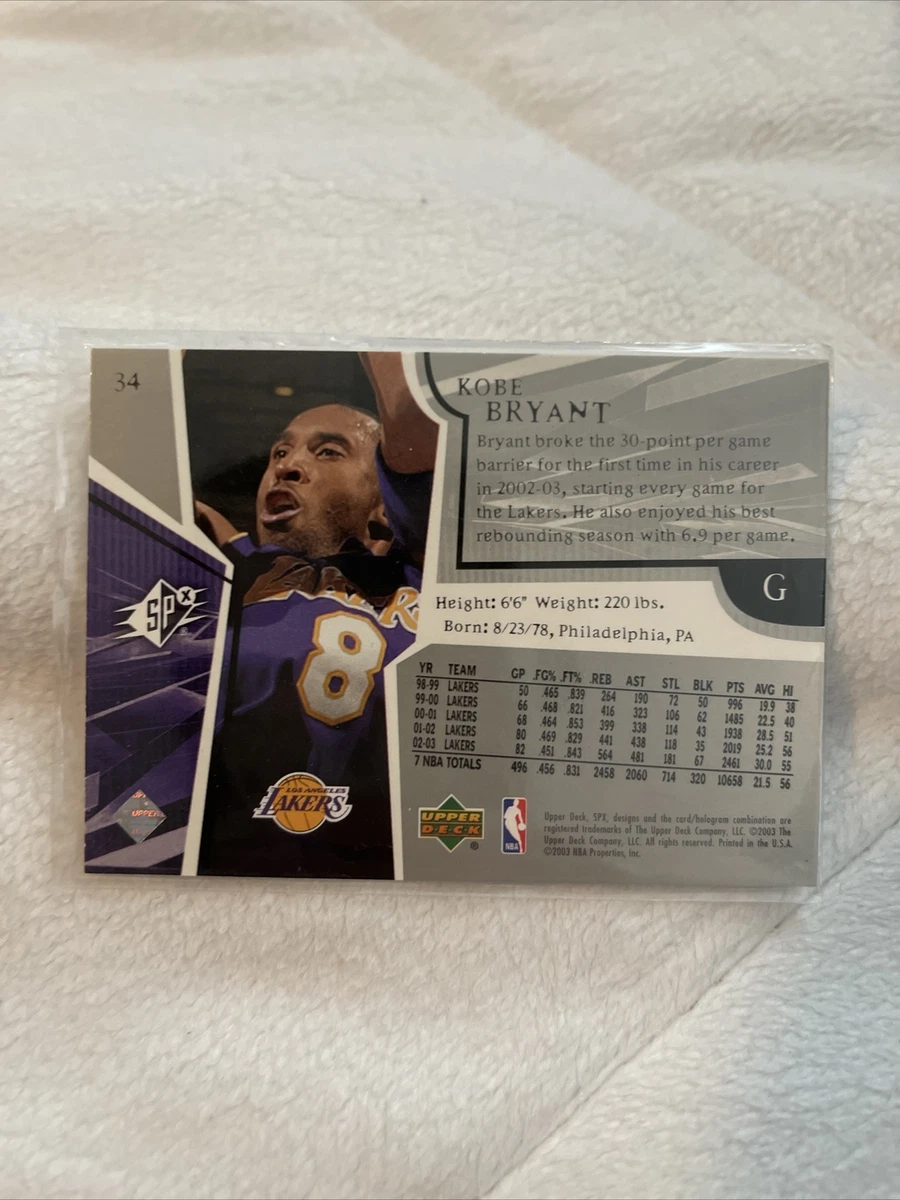 34
KOBE
BRYANT
Bryant broke the 30-point per game
barrier for the first time in his career
in 2002-03, starting every game for
the Lakers. He also enjoyed his best
rebounding season with 6.9 per game.
G
SPx
Height: 6'6" Weight: 220 lbs.
Born: 8/23/78, Philadelphia, PA
8
YR TEAM GP .FG% .FT% .REB AST STL BLK PTS AVG HI
98-99 LAKERS 50 .465 .839 264 190 72 50 996 19.9 38
99-00 LAKERS 66 .468 .821 416 323 106 62 1485 22.5 40
00-01 LAKERS 68 .464 .853 399 338 114 43 1938 28.5 51
01-02 LAKERS 80 .469 .829 441 438 118 35 2019 25.2 56
02-03 LAKERS 82 .451 .843 564 481 181 67 2461 30.0 55
7 NBA TOTALS 496 .456 .831 2458 2060 714 320 10658 21.5 56
LOS ANGELES
LAKERS
UPPER
UPPER
D·E·C·K ®
NBA
Upper Deck, SPX, designs and the card/hologram combination are
registered trademarks of The Upper Deck Company, LLC. ©2003 The
Upper Deck Company, LLC. All rights reserved. Printed in the U.S.A.
©2003 NBA Properties, Inc.